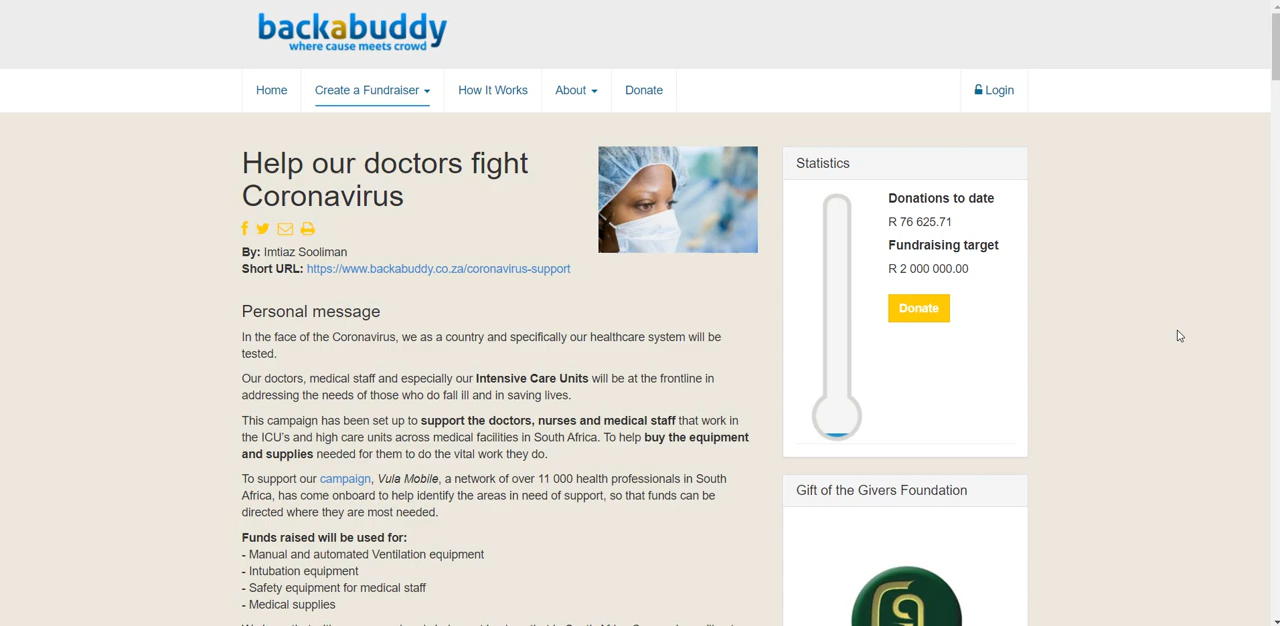 backabuddy
where cause meets crowd
Home
Create a Fundraiser
How It Works
About
Donate
Login
Help our doctors fight
Coronavirus
By: Imtiaz Sooliman
Short URL: https://www.backabuddy.co.za/coronavirus-support
Personal message
In the face of the Coronavirus, we as a country and specifically our healthcare system will be
tested.
Our doctors, medical staff and especially our Intensive Care Units will be at the frontline in
addressing the needs of those who do fall ill and in saving lives.
This campaign has been set up to support the doctors, nurses and medical staff that work in
the ICU's and high care units across medical facilities in South Africa. To help buy the equipment
and supplies needed for them to do the vital work they do.
To support our campaign, Vula Mobile, a network of over 11 000 health professionals in South
Africa, has come onboard to help identify the areas in need of support, so that funds can be
directed where they are most needed.
Funds raised will be used for:
- Manual and automated Ventilation equipment
- Intubation equipment
- Safety equipment for medical staff
- Medical supplies
Statistics
Donations to date
R 76 625.71
Fundraising target
R 2 000 000.00
Donate
Gift of the Givers Foundation